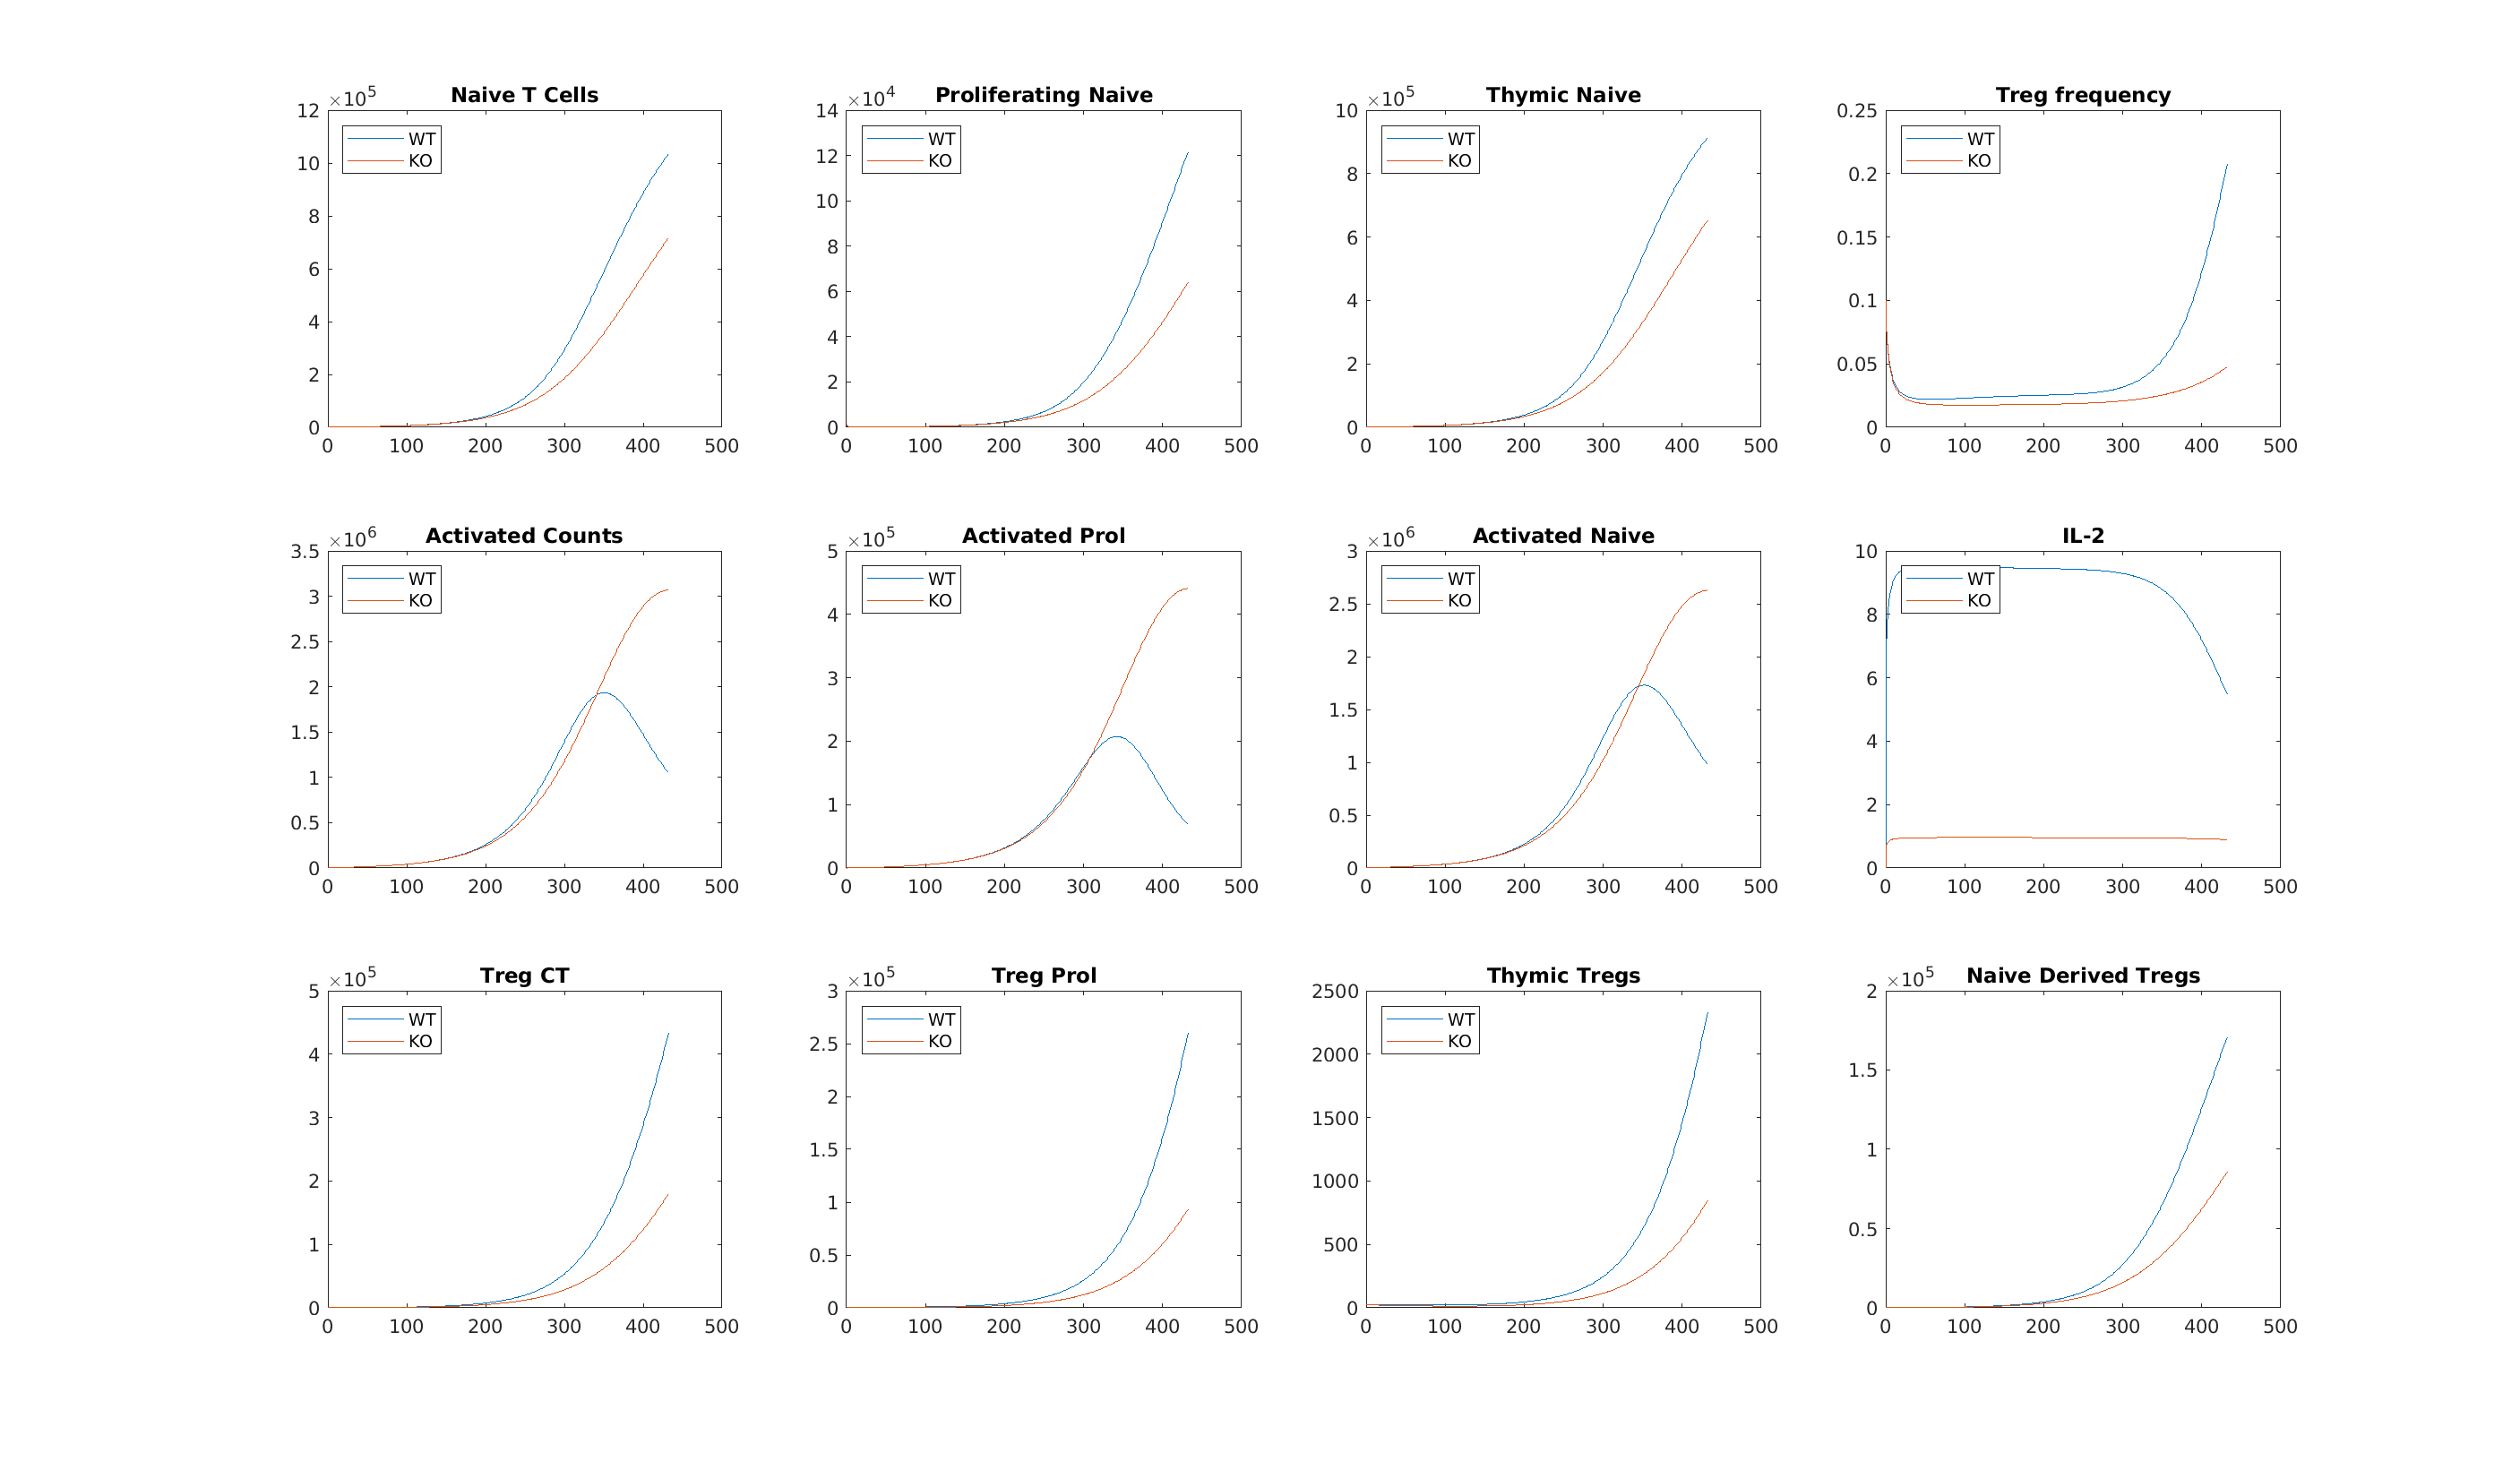 Naive T Cells
×10^5
12
10
8
6
4
2
0
0 100 200 300 400 500
WT
KO
Proliferating Naive
×10^4
14
12
10
8
6
4
2
0
0 100 200 300 400 500
WT
KO
Thymic Naive
×10^5
10
8
6
4
2
0
0 100 200 300 400 500
WT
KO
Treg frequency
0.25
0.2
0.15
0.1
0.05
0
0 100 200 300 400 500
WT
KO
Activated Counts
×10^6
3.5
3
2.5
2
1.5
1
0.5
0
0 100 200 300 400 500
WT
KO
Activated Prol
×10^5
5
4
3
2
1
0
0 100 200 300 400 500
WT
KO
Activated Naive
×10^6
3
2.5
2
1.5
1
0.5
0
0 100 200 300 400 500
WT
KO
IL-2
10
8
6
4
2
0
0 100 200 300 400 500
WT
KO
Treg CT
×10^5
5
4
3
2
1
0
0 100 200 300 400 500
WT
KO
Treg Prol
×10^5
3
2.5
2
1.5
1
0.5
0
0 100 200 300 400 500
WT
KO
Thymic Tregs
2500
2000
1500
1000
500
0
0 100 200 300 400 500
WT
KO
Naive Derived Tregs
×10^5
2
1.5
1
0.5
0
0 100 200 300 400 500